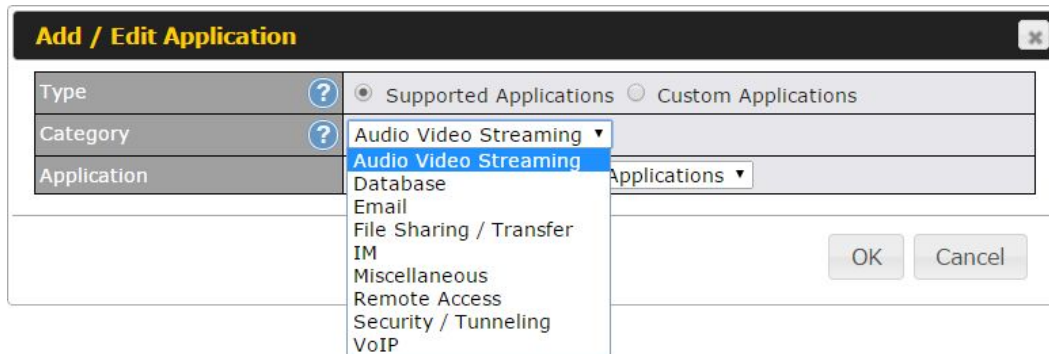 Add / Edit Application
Type ? Supported Applications Custom Applications
Category ? Audio Video Streaming
Application Applications
Audio Video Streaming
Database
Email
File Sharing / Transfer
IM
Miscellaneous
Remote Access
Security / Tunneling
VoIP
OK Cancel